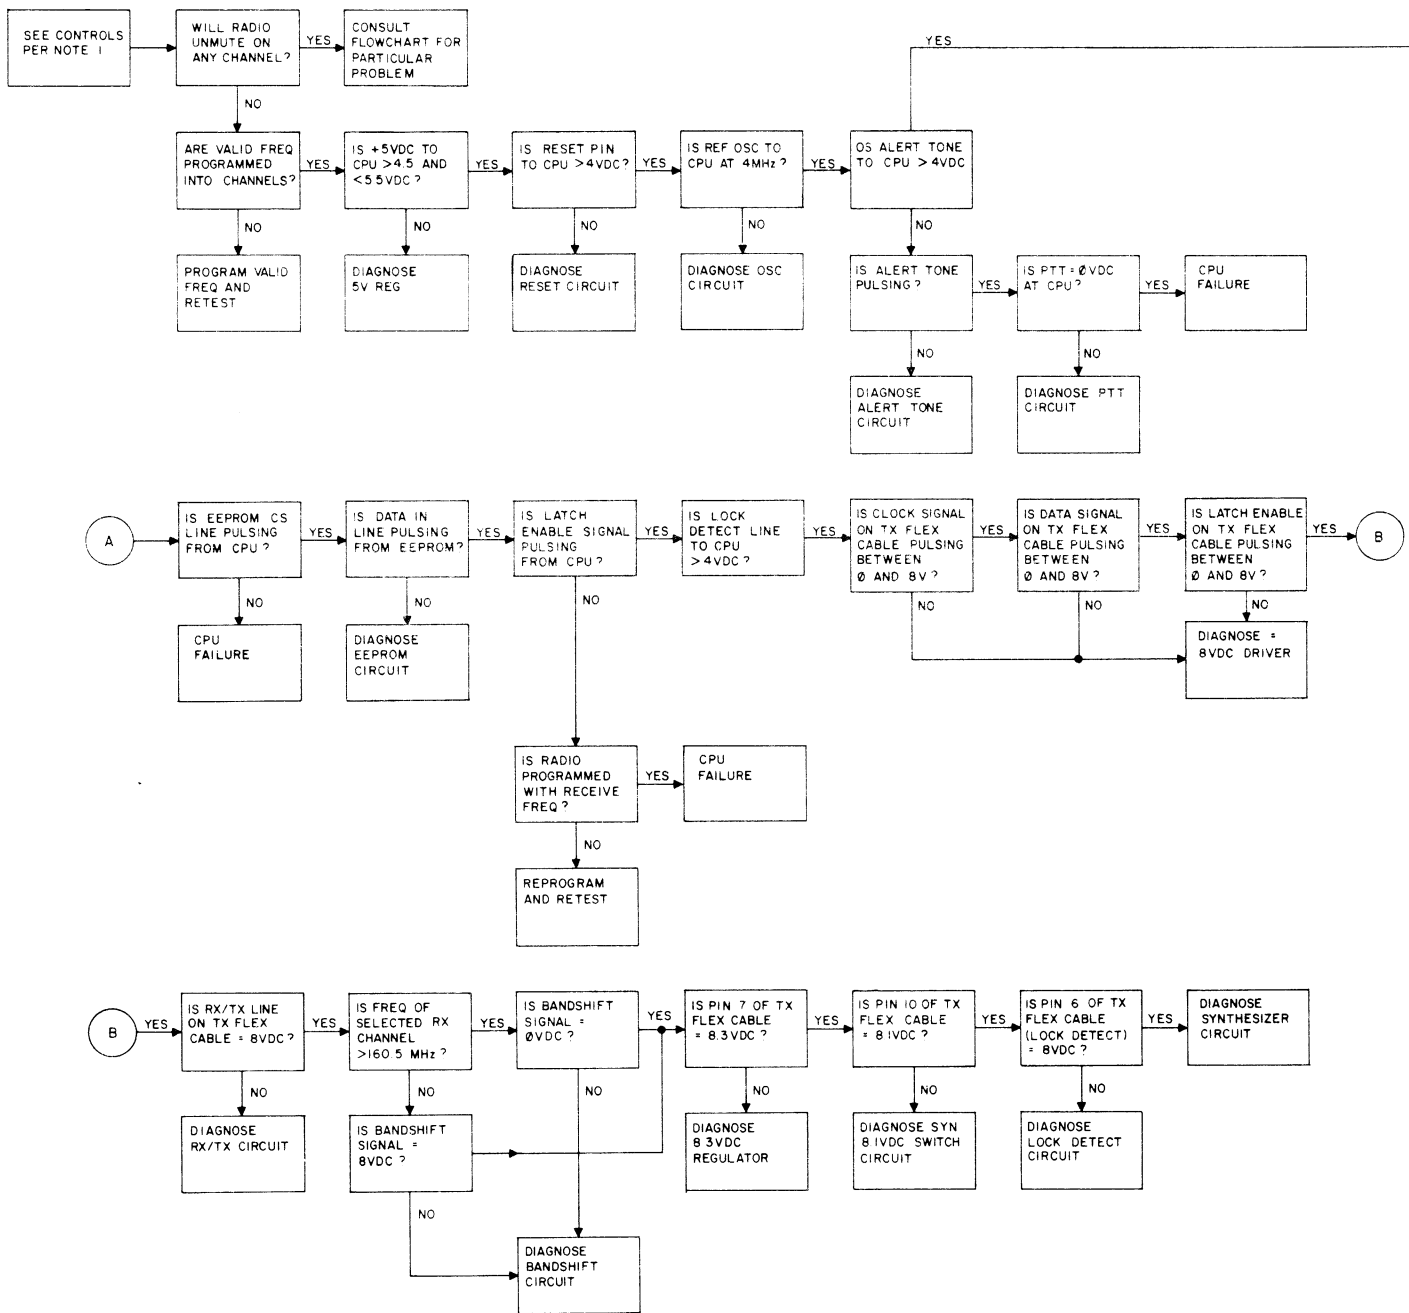 SEE CONTROLS
PER NOTE 1
WILL RADIO
UNMUTE ON
ANY CHANNEL?
YES
CONSULT
FLOWCHART FOR
PARTICULAR
PROBLEM
YES
NO
ARE VALID FREQ
PROGRAMMED
INTO CHANNELS?
YES
IS +5VDC TO
CPU >4.5 AND
<5.5VDC?
YES
IS RESET PIN
TO CPU >4VDC?
YES
IS REF OSC TO
CPU AT 4MHz?
YES
OS ALERT TONE
TO CPU >4VDC
NO
NO
NO
NO
NO
PROGRAM VALID
FREQ AND
RETEST
DIAGNOSE
5V REG
DIAGNOSE
RESET CIRCUIT
DIAGNOSE OSC
CIRCUIT
IS ALERT TONE
PULSING?
YES
IS PTT = ØVDC
AT CPU?
YES
CPU
FAILURE
NO
NO
DIAGNOSE
ALERT TONE
CIRCUIT
DIAGNOSE PTT
CIRCUIT
A
IS EEPROM CS
LINE PULSING
FROM CPU?
YES
IS DATA IN
LINE PULSING
FROM EEPROM?
YES
IS LATCH
ENABLE SIGNAL
PULSING
FROM CPU?
YES
IS LOCK
DETECT LINE
TO CPU
>4VDC?
YES
IS CLOCK SIGNAL
ON TX FLEX
CABLE PULSING
BETWEEN
Ø AND 8V?
YES
IS DATA SIGNAL
ON TX FLEX
CABLE PULSING
BETWEEN
Ø AND 8V?
YES
IS LATCH ENABLE
ON TX FLEX
CABLE PULSING
BETWEEN
Ø AND 8V?
YES
B
NO
NO
NO
NO
NO
NO
CPU
FAILURE
DIAGNOSE
EEPROM
CIRCUIT
DIAGNOSE =
8VDC DRIVER
IS RADIO
PROGRAMMED
WITH RECEIVE
FREQ?
YES
CPU
FAILURE
NO
REPROGRAM
AND RETEST
B
YES
IS RX/TX LINE
ON TX FLEX
CABLE = 8VDC?
YES
IS FREQ OF
SELECTED RX
CHANNEL
>160.5 MHz?
YES
IS BANDSHIFT
SIGNAL =
ØVDC?
YES
IS PIN 7 OF TX
FLEX CABLE
= 8.3VDC?
YES
IS PIN 10 OF TX
FLEX CABLE
= 8.1VDC?
YES
IS PIN 6 OF TX
FLEX CABLE
(LOCK DETECT)
= 8VDC?
YES
DIAGNOSE
SYNTHESIZER
CIRCUIT
NO
NO
NO
NO
NO
NO
DIAGNOSE
RX/TX CIRCUIT
IS BANDSHIFT
SIGNAL =
8VDC?
DIAGNOSE
8.3VDC
REGULATOR
DIAGNOSE SYN
8.1VDC SWITCH
CIRCUIT
DIAGNOSE
LOCK DETECT
CIRCUIT
NO
DIAGNOSE
BANDSHIFT
CIRCUIT